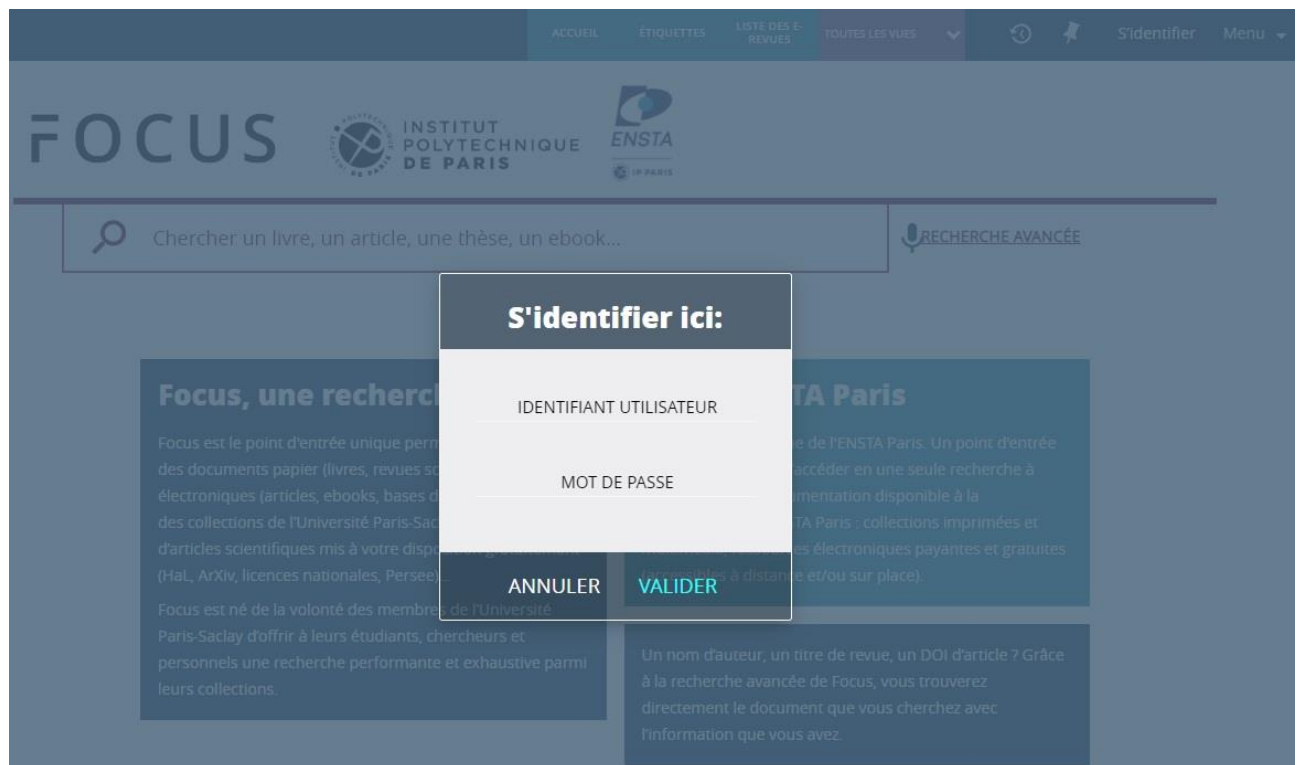 ACCUEIL
ÉTIQUETTES
LISTE DES E-
REVUES
TOUTES LES VUES
S'identifier
Menu
FOCUS
INSTITUT
POLYTECHNIQUE
DE PARIS
ENSTA
IP PARIS
Chercher un livre, un article, une thèse, un ebook...
RECHERCHE AVANCÉE
S'identifier ici:
IDENTIFIANT UTILISATEUR
MOT DE PASSE
ANNULER
VALIDER
Focus, une recherc
Focus est le point d'entrée unique perm
des documents papier (livres, revues sc
électroniques (articles, ebooks, bases d
des collections de l'Université Paris-Sac
d'articles scientifiques mis à votre dispo
(HaL, ArXiv, licences nationales, Persee)...
Focus est né de la volonté des membres de l'Université
Paris-Saclay d'offrir à leurs étudiants, chercheurs et
personnels une recherche performante et exhaustive parmi
leurs collections.
TA Paris
e de l'ENSTA Paris. Un point d'entrée
accéder en une seule recherche à
umentation disponible à la
STA Paris : collections imprimées et
es électroniques payantes et gratuites
(accessibles à distance et/ou sur place).
Un nom d'auteur, un titre de revue, un DOI d'article ? Grâce
à la recherche avancée de Focus, vous trouverez
directement le document que vous cherchez avec
l'information que vous avez.